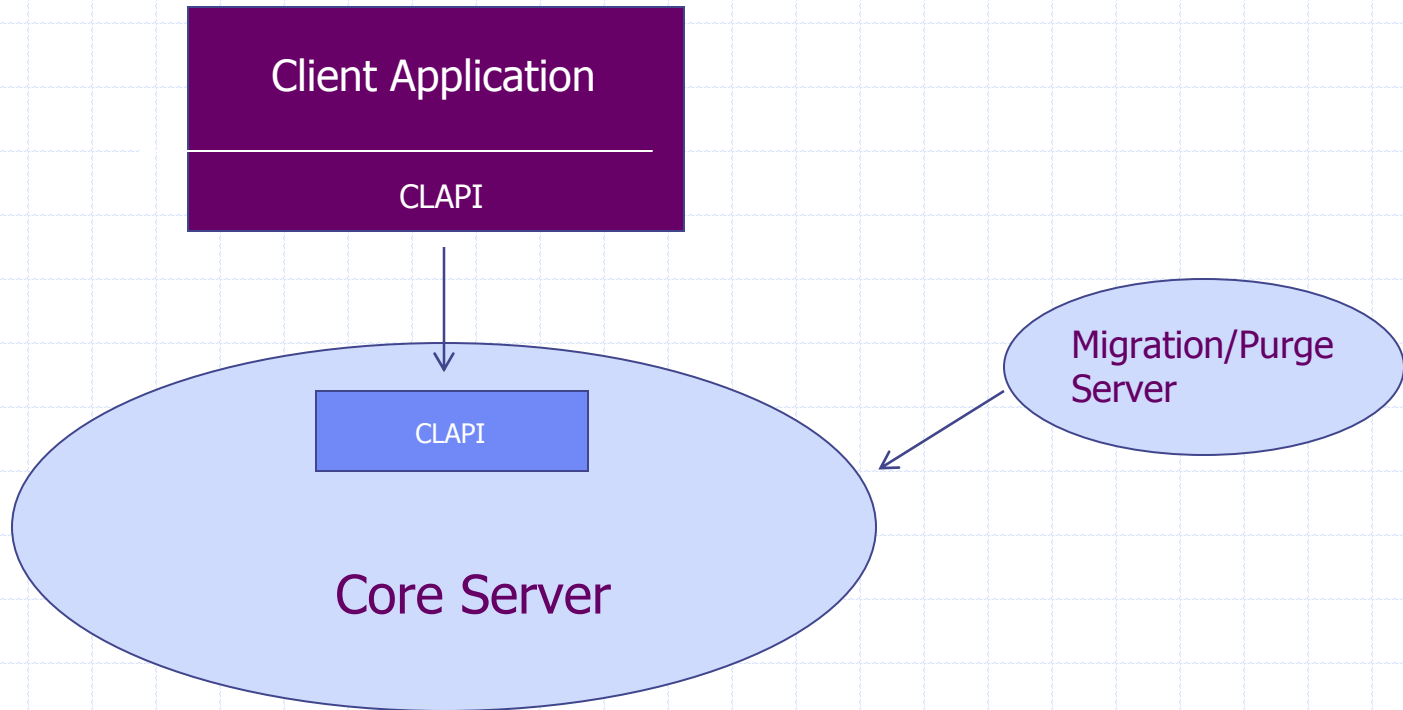 Client Application
CLAPI
Migration/Purge
Server
CLAPI
Core Server